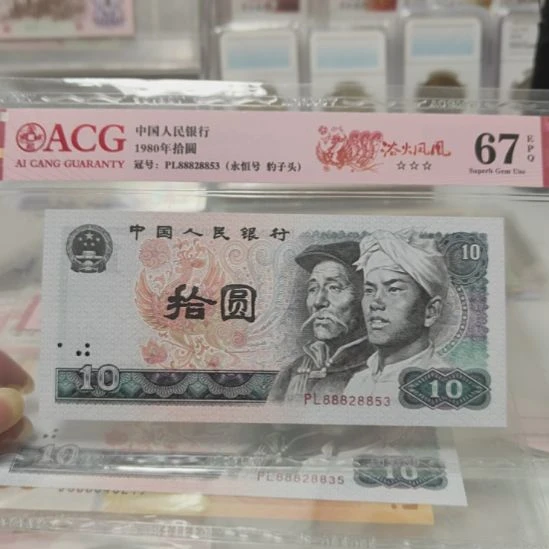 ACG
AI CANG GUARANTY
中国人民银行
1980年拾圆
冠号：PL88828853（永恒号 豹子头）
浴火凤凰
☆☆☆
67 EPQ
Superb Gem Unc
中国人民银行
10
拾圆
10
PL88828853
10
10
PL88828835
10